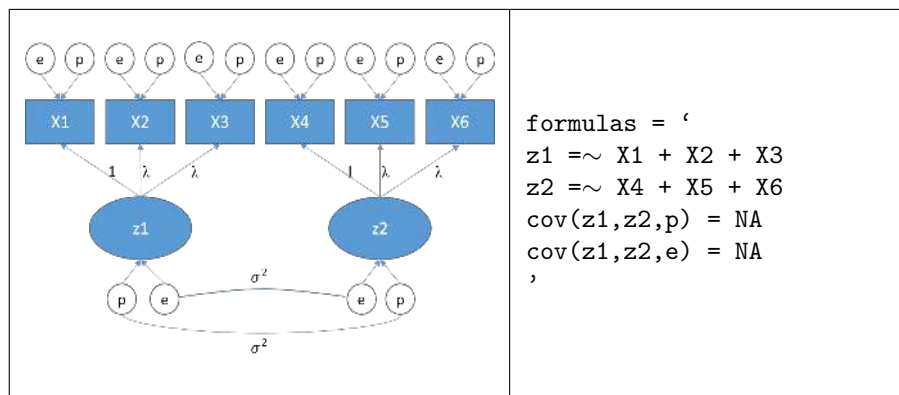 e p e p e p e p e p e p
X1 X2 X3 X4 X5 X6
1 λ λ 1 λ λ
z1 z2
p e σ² e p
σ²
formulas = ‘
z1 =∼ X1 + X2 + X3
z2 =∼ X4 + X5 + X6
cov(z1,z2,p) = NA
cov(z1,z2,e) = NA
’